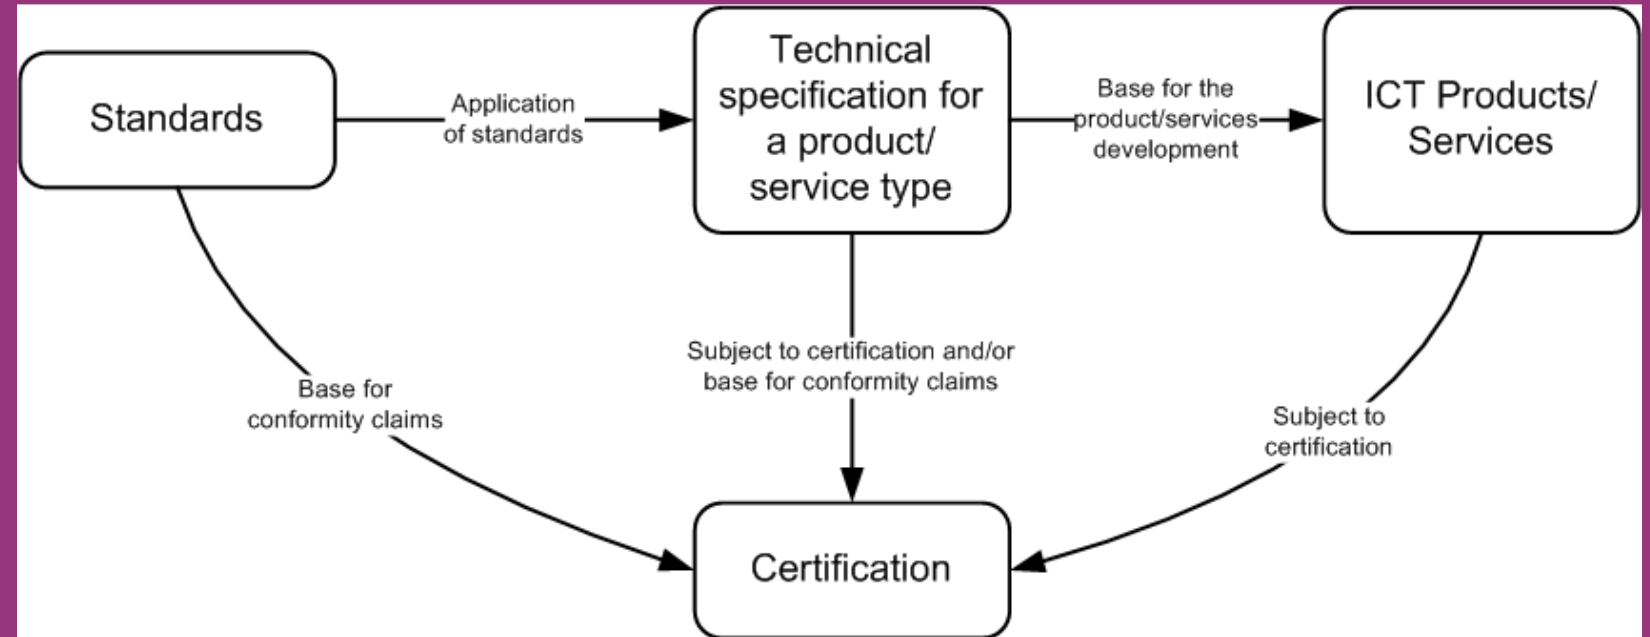 Standards
Application
of standards
Technical
specification for
a product/
service type
Base for the
product/services
development
ICT Products/
Services
Base for
conformity claims
Subject to certification and/or
base for conformity claims
Subject to
certification
Certification